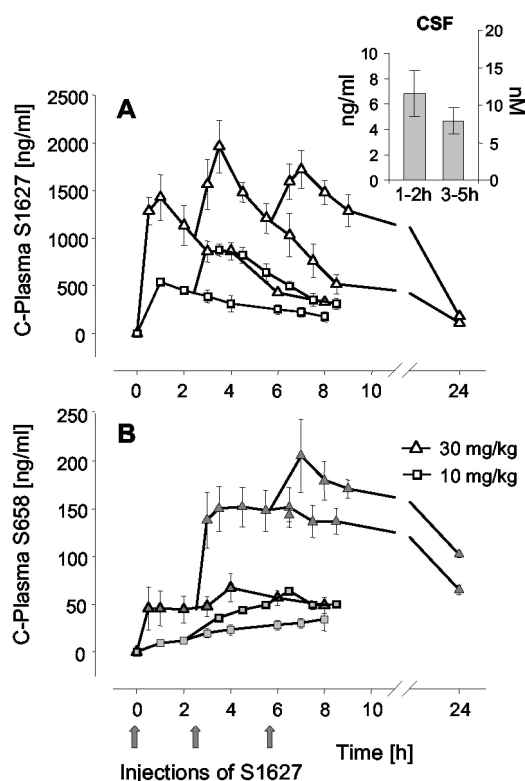 CSF
ng/ml
10
8
6
4
2
0
20
15
10
5
0
nM
1-2h 3-5h
A
C-Plasma S1627 [ng/ml]
2500
2000
1500
1000
500
0
0 2 4 6 8 10 24
B
C-Plasma S658 [ng/ml]
250
200
150
100
50
0
30 mg/kg
10 mg/kg
0 2 4 6 8 10 24
Time [h]
Injections of S1627